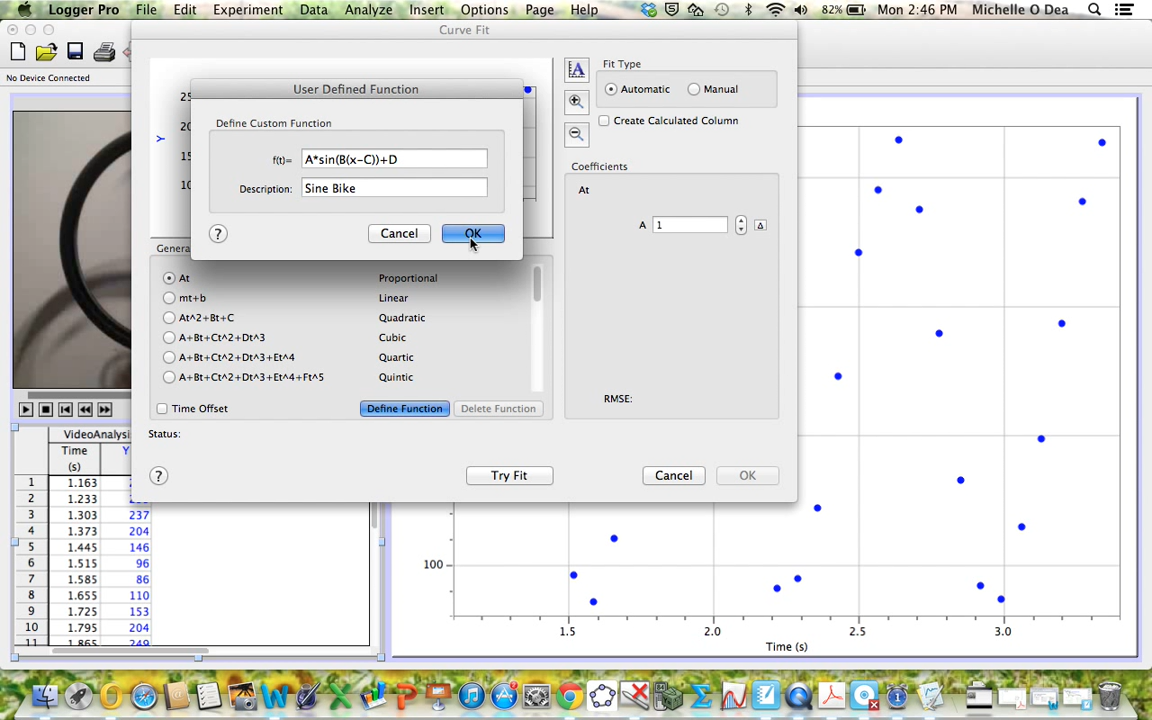 Logger Pro File Edit Experiment Data Analyze Insert Options Page Help 82% Mon 2:46 PM Michelle O Dea
Curve Fit
No Device Connected
User Defined Function
Define Custom Function
f(t)= A*sin(B(x-C))+D
Description: Sine Bike
? Cancel OK
Y
25
20
15
10
Fit Type
Automatic Manual
Create Calculated Column
Coefficients
At
A 1
RMSE:
Genera
At Proportional
mt+b Linear
At^2+Bt+C Quadratic
A+Bt+Ct^2+Dt^3 Cubic
A+Bt+Ct^2+Dt^3+Et^4 Quartic
A+Bt+Ct^2+Dt^3+Et^4+Ft^5 Quintic
Time Offset Define Function Delete Function
Status:
? Try Fit Cancel OK
VideoAnalysis
Time Y
(s)
1 1.163
2 1.233
3 1.303 237
4 1.373 204
5 1.445 146
6 1.515 96
7 1.585 86
8 1.655 110
9 1.725 153
10 1.795 204
11 1.865 249
100
1.5 2.0 2.5 3.0
Time (s)